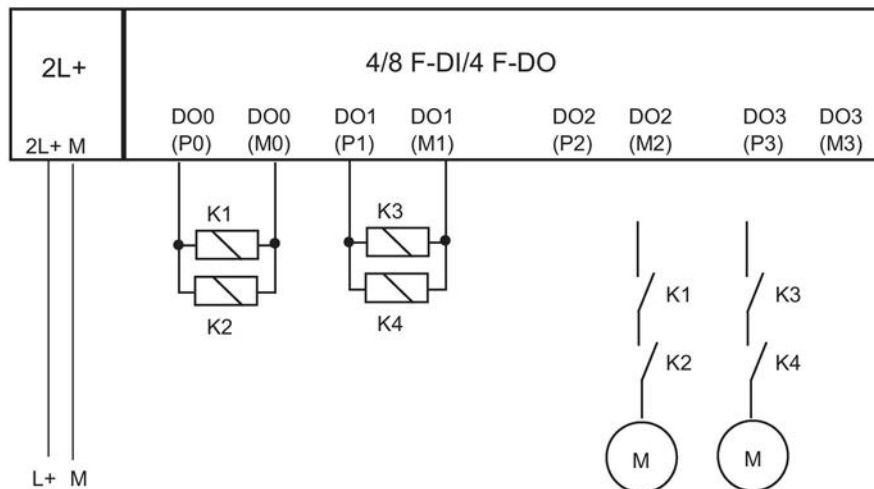 2L+
4/8 F-DI/4 F-DO
DO0 DO0 DO1 DO1 DO2 DO2 DO3 DO3
(P0) (M0) (P1) (M1) (P2) (M2) (P3) (M3)
2L+ M
K1 K3
K2 K4
K1 K3
K2 K4
M M
L+ M